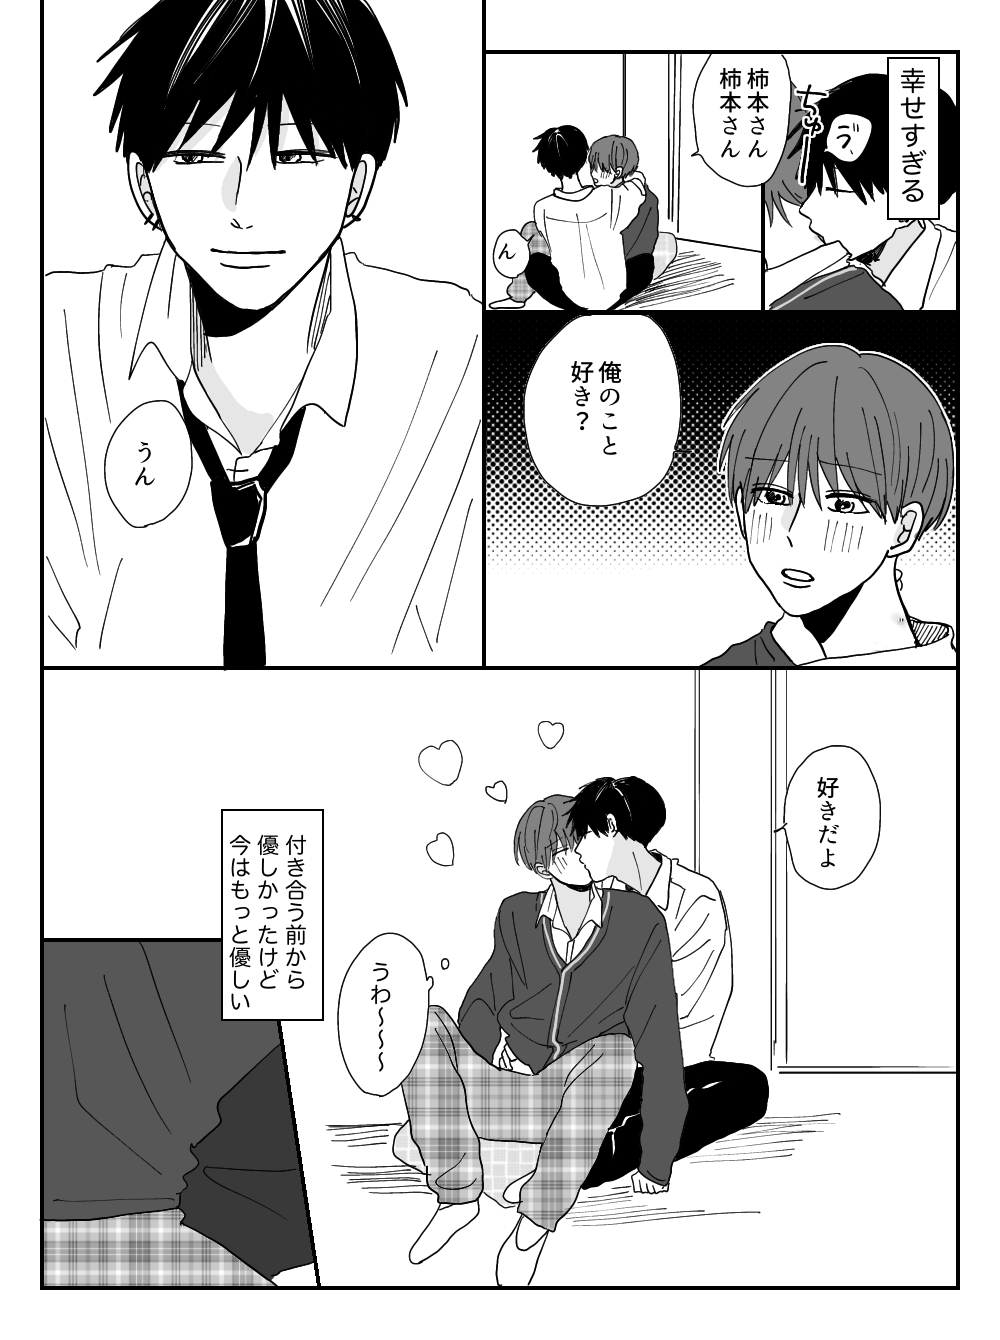 幸せすぎる
ちゅー
う゛、
柿本さん
柿本さん
ん
俺のこと
好き？
うん
好きだよ
うわ〜〜〜
付き合う前から
優しかったけど
今はもっと優しい